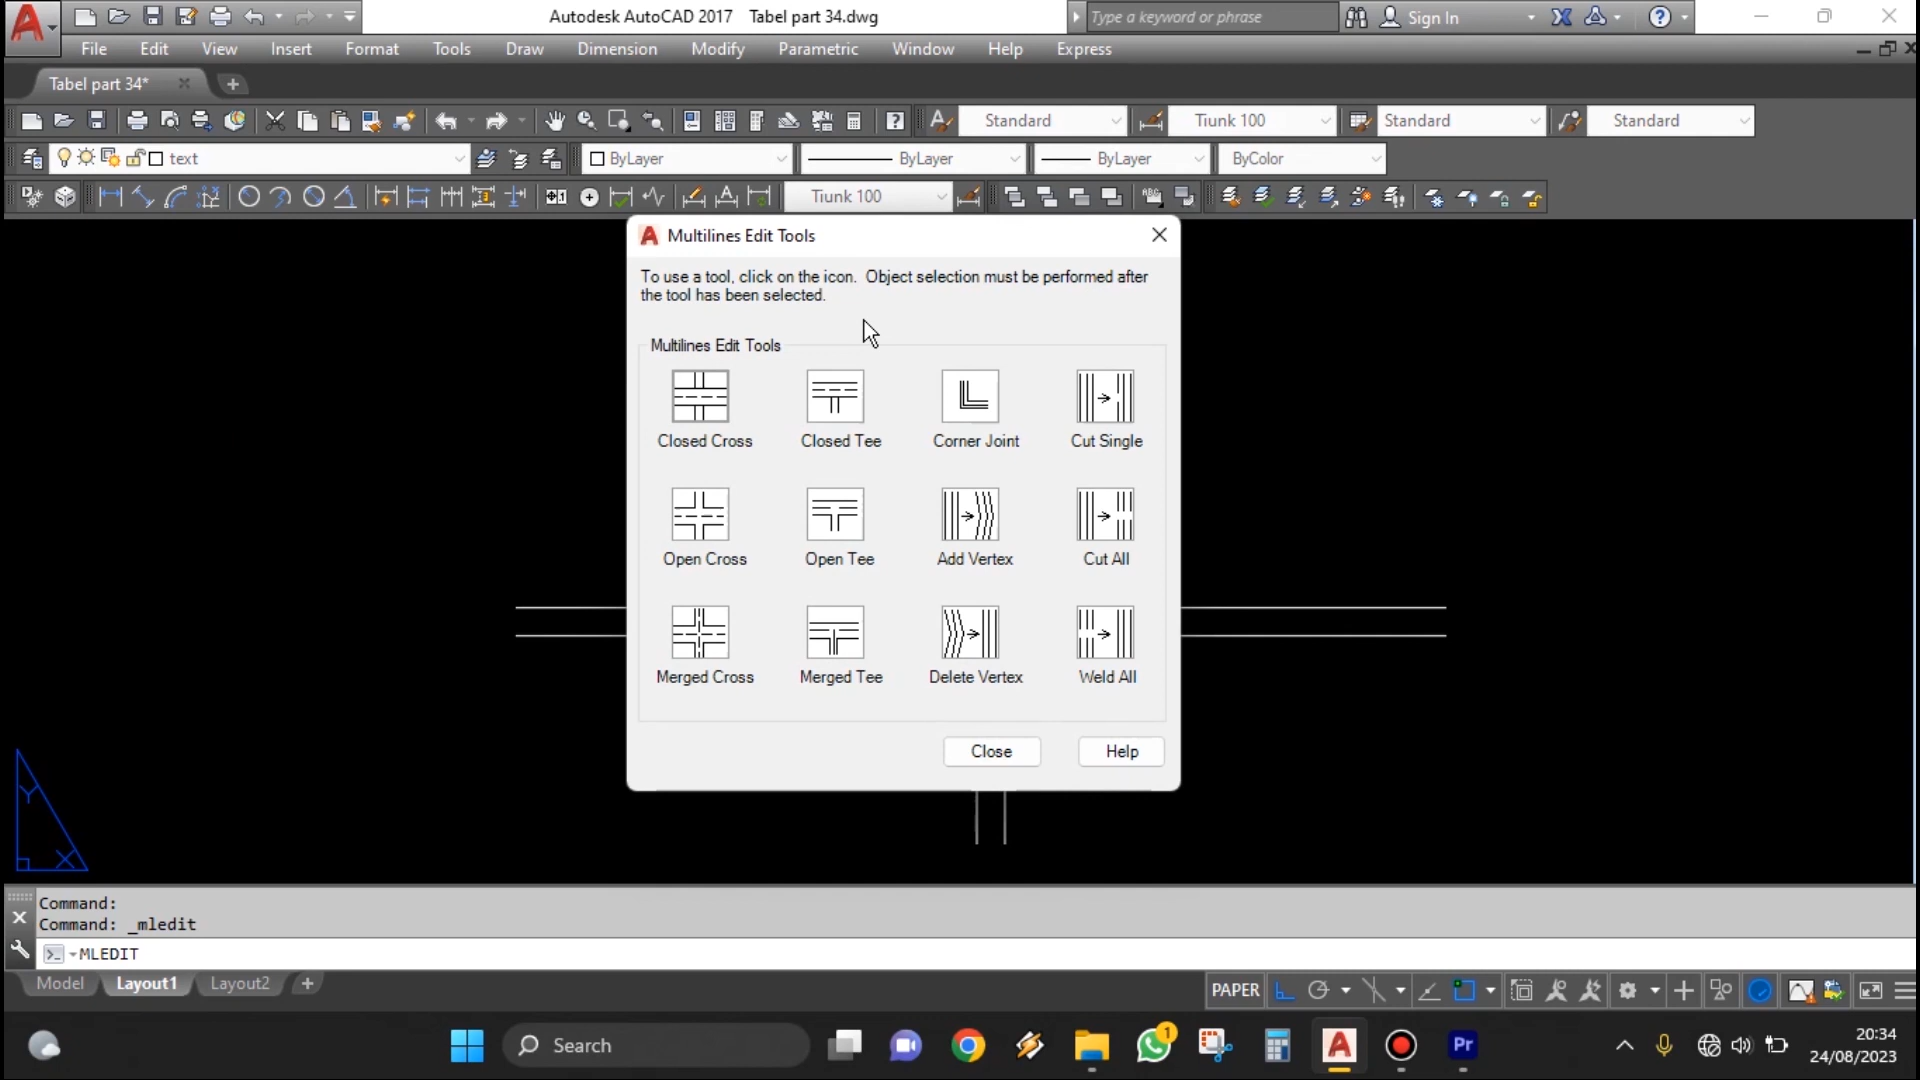 Autodesk AutoCAD 2017 Tabel part 34.dwg
Type a keyword or phrase
Sign In
File Edit View Insert Format Tools Draw Dimension Modify Parametric Window Help Express
Tabel part 34*
Standard Tiunk 100 Standard Standard
text ByLayer ByLayer ByLayer ByColor
Tiunk 100
Multilines Edit Tools
To use a tool, click on the icon. Object selection must be performed after
the tool has been selected.
Multilines Edit Tools
Closed Cross Closed Tee Corner Joint Cut Single
Open Cross Open Tee Add Vertex Cut All
Merged Cross Merged Tee Delete Vertex Weld All
Close Help
Y
X
Command:
Command: _mledit
MLEDIT
Model Layout1 Layout2
PAPER
Search
1
Pr
20:34
24/08/2023